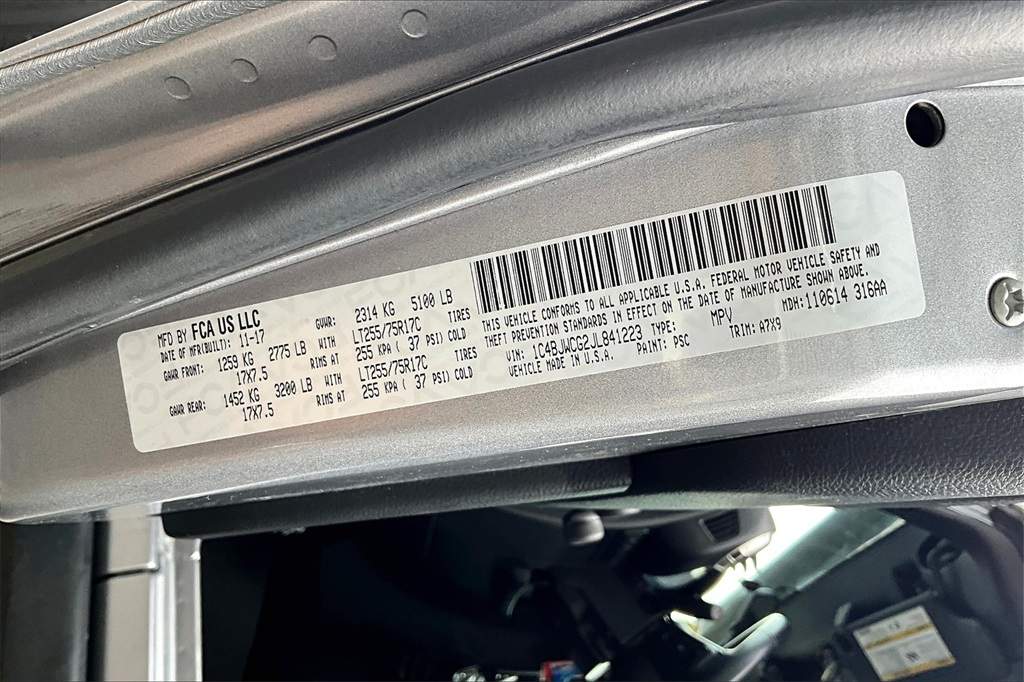 MFD BY FCA US LLC
DATE OF MFR(BUILT): 11-17 GVWR: 2314 KG 5100 LB
GAWR FRONT: 1259 KG 2775 LB WITH LT255/75R17C TIRES
17X7.5 RIMS AT 255 KPA ( 37 PSI) COLD
GAWR REAR: 1452 KG 3200 LB WITH LT255/75R17C TIRES
17X7.5 RIMS AT 255 KPA ( 37 PSI) COLD
THIS VEHICLE CONFORMS TO ALL APPLICABLE U.S.A. FEDERAL MOTOR VEHICLE SAFETY AND
THEFT PREVENTION STANDARDS IN EFFECT ON THE DATE OF MANUFACTURE SHOWN ABOVE.
VIN: 1C4BJWCG2JL841223 TYPE: MPV MDH: 110614 316AA
VEHICLE MADE IN U.S.A. PAINT: PSC TRIM: A7X9